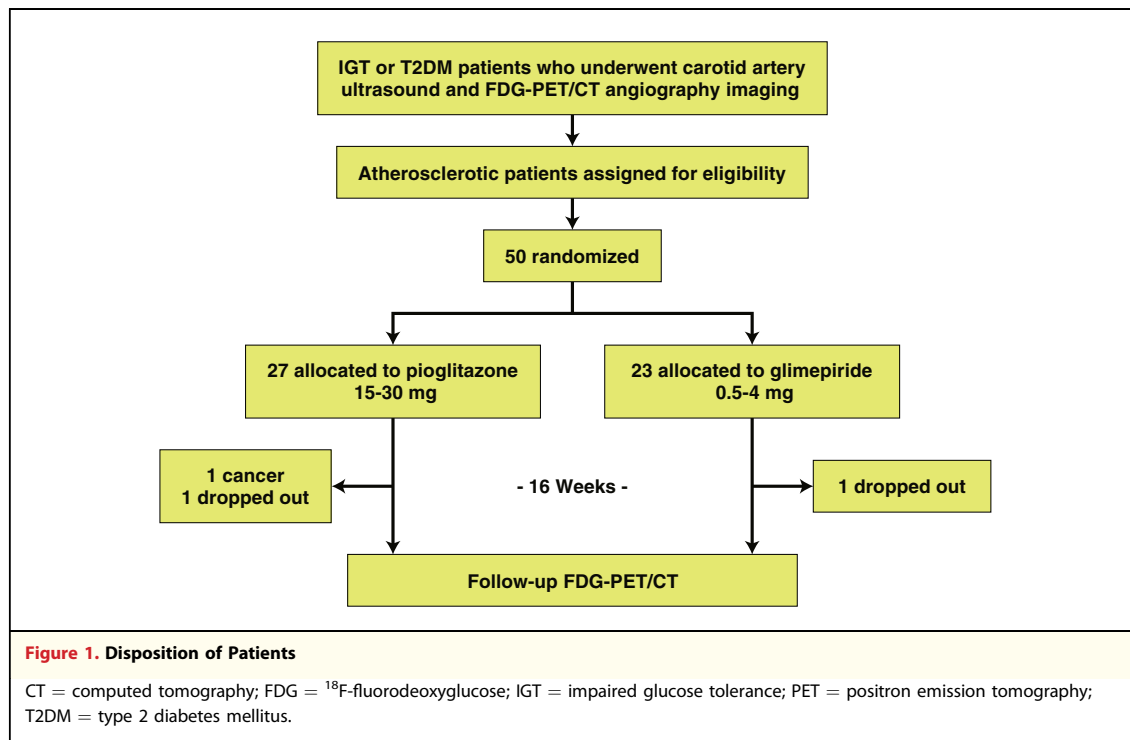 IGT or T2DM patients who underwent carotid artery
ultrasound and FDG-PET/CT angiography imaging
Atherosclerotic patients assigned for eligibility
50 randomized
27 allocated to pioglitazone
15-30 mg
23 allocated to glimepiride
0.5-4 mg
1 cancer
1 dropped out
- 16 Weeks -
1 dropped out
Follow-up FDG-PET/CT
Figure 1. Disposition of Patients
CT = computed tomography; FDG = ¹⁸F-fluorodeoxyglucose; IGT = impaired glucose tolerance; PET = positron emission tomography;
T2DM = type 2 diabetes mellitus.